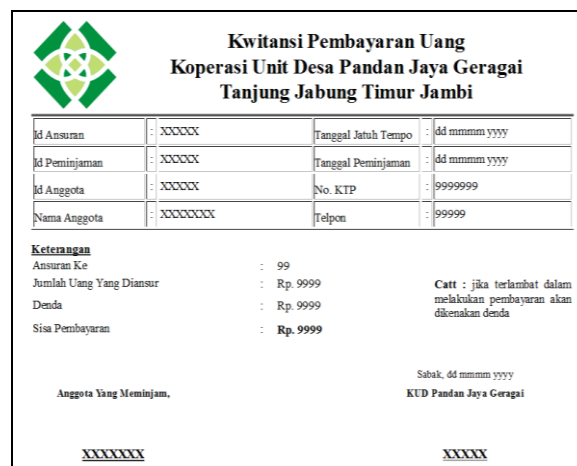 Kwitansi Pembayaran Uang
Koperasi Unit Desa Pandan Jaya Geragai
Tanjung Jabung Timur Jambi
Id Ansuran : XXXXX Tanggal Jatuh Tempo : dd mmmm yyyy
Id Peminjaman : XXXXX Tanggal Peminjaman : dd mmmm yyyy
Id Anggota : XXXXX No. KTP : 9999999
Nama Anggota : XXXXXXX Telpon : 99999
Keterangan
Ansuran Ke : 99
Jumlah Uang Yang Diansur : Rp. 9999
Denda : Rp. 9999
Sisa Pembayaran : Rp. 9999
Catt : jika terlambat dalam
melakukan pembayaran akan
dikenakan denda
Sabak, dd mmmm yyyy
Anggota Yang Meminjam, KUD Pandan Jaya Geragai
XXXXXXX XXXXX